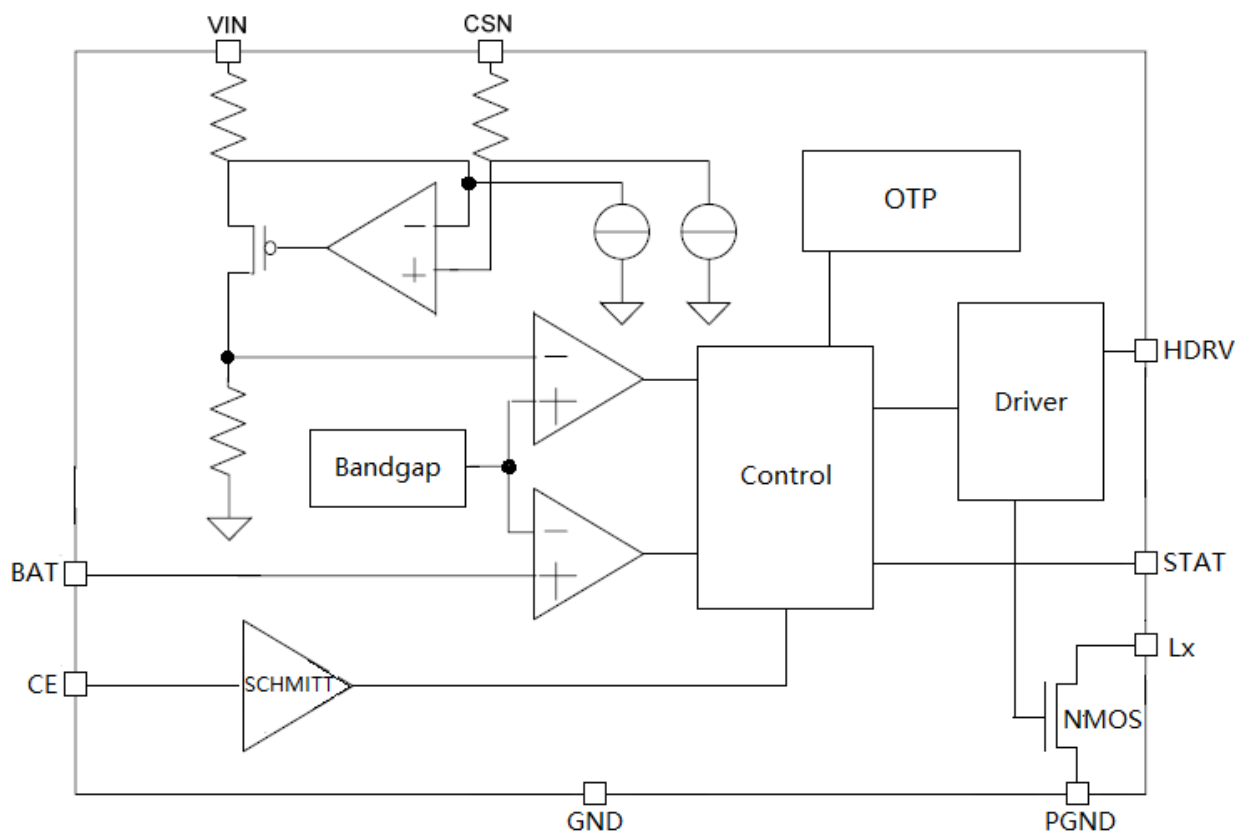 VIN
CSN
OTP
HDRV
Driver
Bandgap
Control
BAT
STAT
CE
SCHMITT
Lx
NMOS
GND
PGND